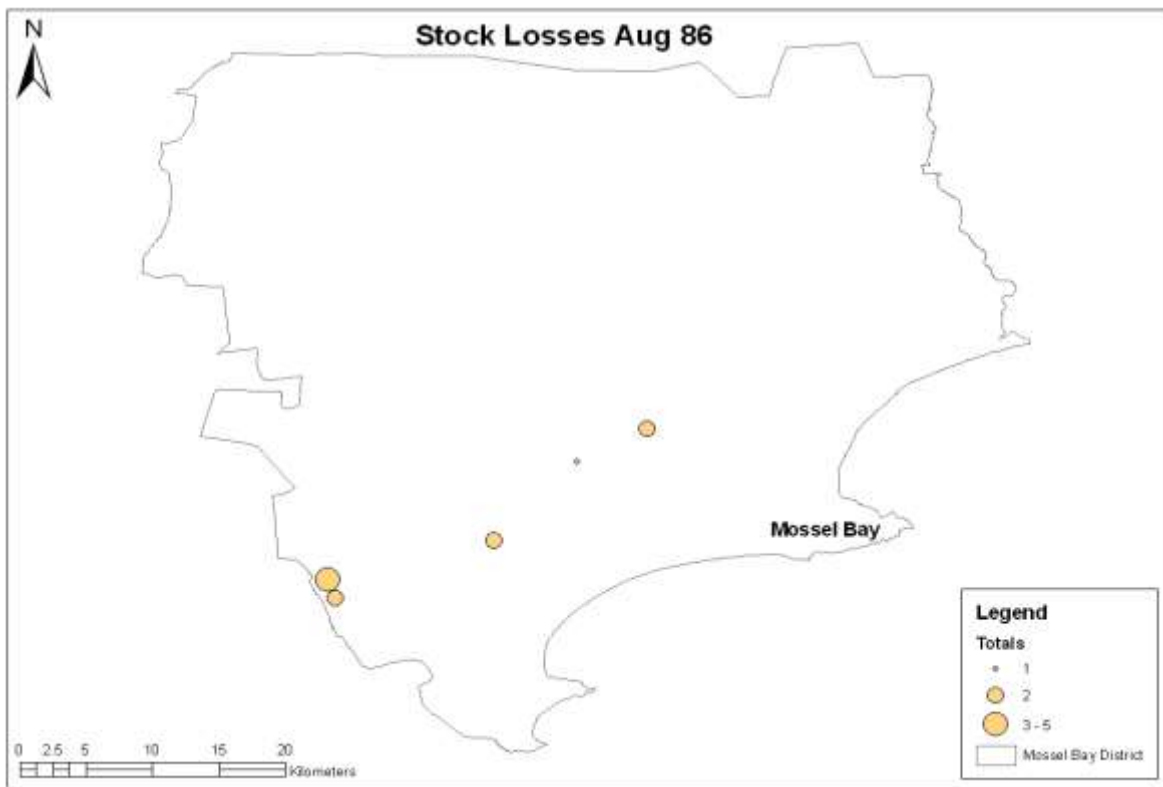 N
Stock Losses Aug 86
Mossel Bay
Legend
Totals
1
2
3 - 5
Mossel Bay District
0 2.5 5 10 15 20
Kilometers